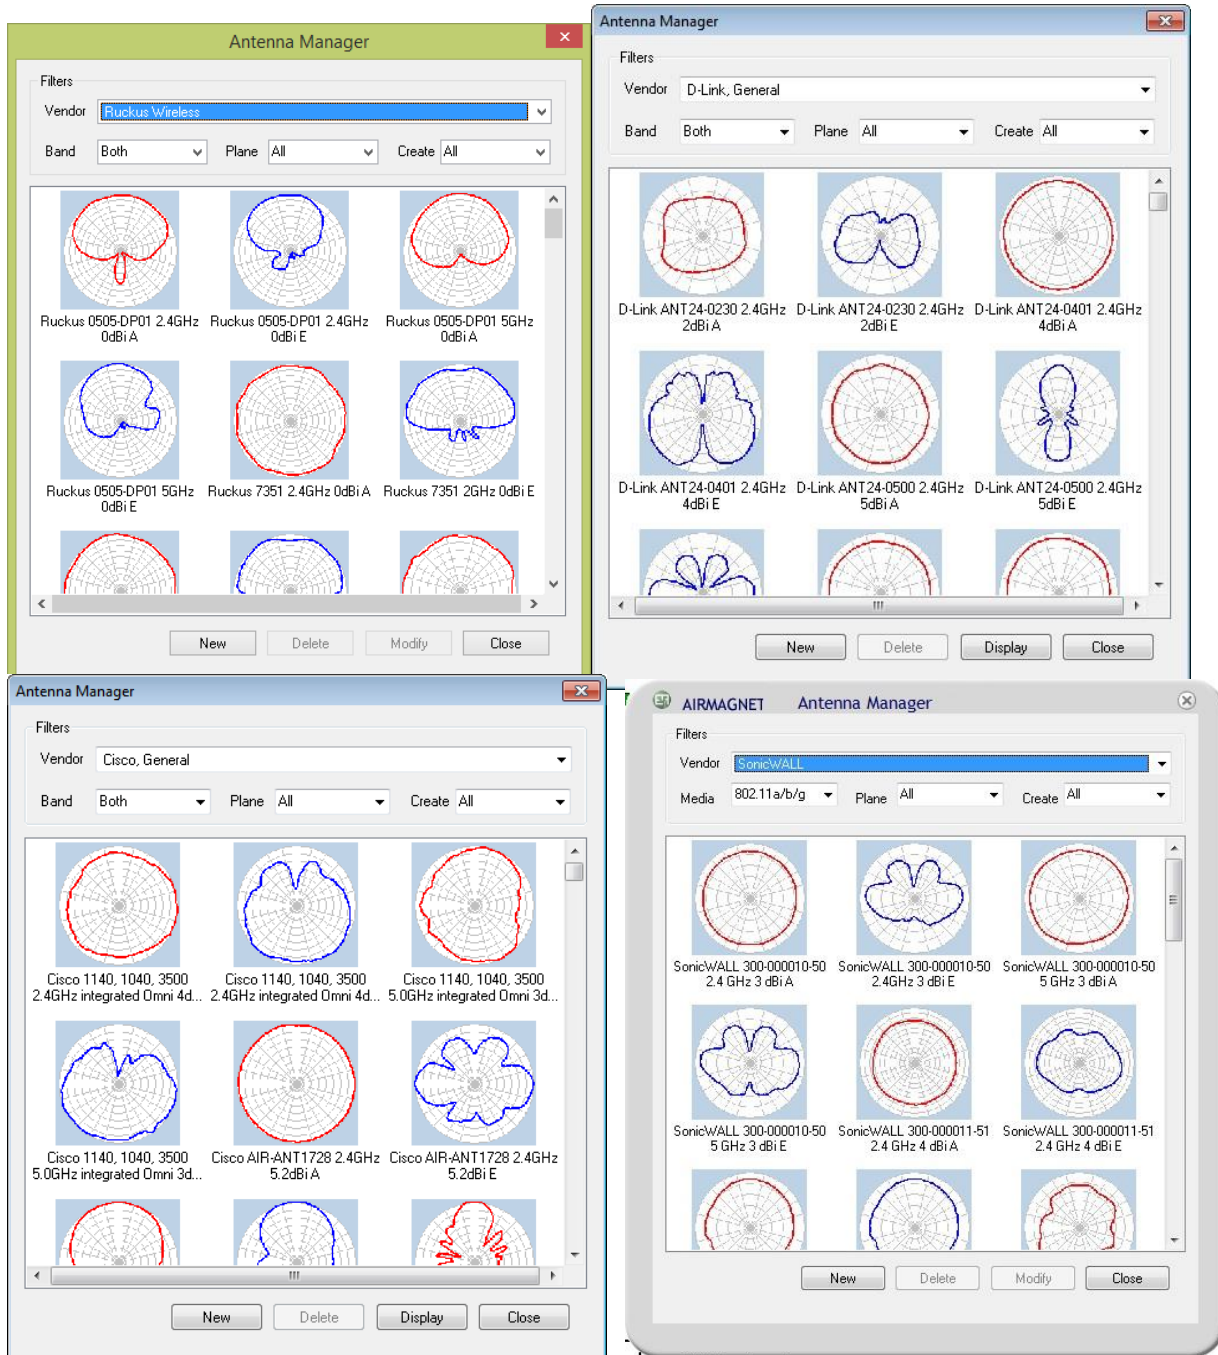 Antenna Manager
Filters
Vendor Ruckus Wireless
Band Both Plane All Create All
Ruckus 0505-DP01 2.4GHz Ruckus 0505-DP01 2.4GHz Ruckus 0505-DP01 5GHz
0dBi A 0dBi E 0dBi A
Ruckus 0505-DP01 5GHz Ruckus 7351 2.4GHz 0dBi A Ruckus 7351 2GHz 0dBi E
0dBi E
New Delete Modify Close
Antenna Manager
Filters
Vendor D-Link, General
Band Both Plane All Create All
D-Link ANT24-0230 2.4GHz D-Link ANT24-0230 2.4GHz D-Link ANT24-0401 2.4GHz
2dBi A 2dBi E 4dBi A
D-Link ANT24-0401 2.4GHz D-Link ANT24-0500 2.4GHz D-Link ANT24-0500 2.4GHz
4dBi E 5dBi A 5dBi E
New Delete Display Close
Antenna Manager
Filters
Vendor Cisco, General
Band Both Plane All Create All
Cisco 1140, 1040, 3500 Cisco 1140, 1040, 3500 Cisco 1140, 1040, 3500
2.4GHz integrated Omni 4d... 2.4GHz integrated Omni 4d... 5.0GHz integrated Omni 3d...
Cisco 1140, 1040, 3500 Cisco AIR-ANT1728 2.4GHz Cisco AIR-ANT1728 2.4GHz
5.0GHz integrated Omni 3d... 5.2dBi A 5.2dBi E
New Delete Display Close
AIRMAGNET Antenna Manager
Filters
Vendor SonicWALL
Media 802.11a/b/g Plane All Create All
SonicWALL 300-000010-50 SonicWALL 300-000010-50 SonicWALL 300-000010-50
2.4 GHz 3 dBi A 2.4GHz 3 dBi E 5 GHz 3 dBi A
SonicWALL 300-000010-50 SonicWALL 300-000011-51 SonicWALL 300-000011-51
5 GHz 3 dBi E 2.4 GHz 4 dBi A 2.4 GHz 4 dBi E
New Delete Modify Close